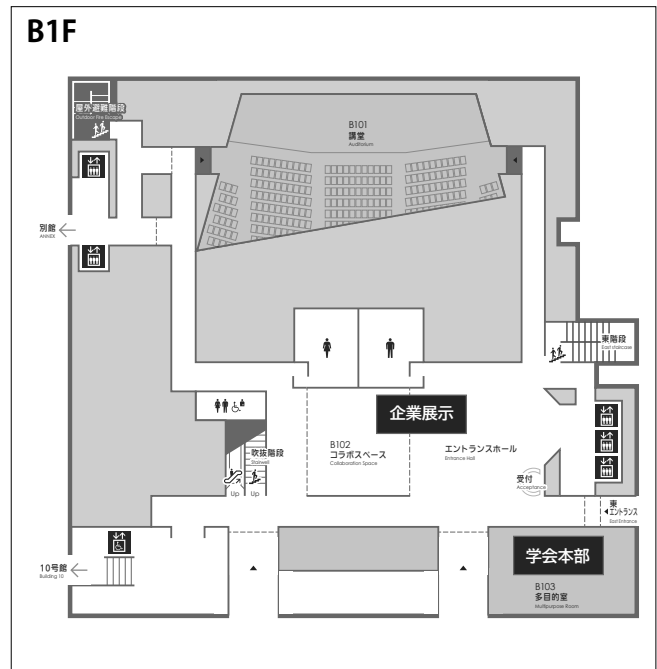 B1F
屋外避難階段
Outdoor Fire Escape
B101
講堂
Auditorium
別館
ANNEX
東階段
East staircase
企業展示
B102
コラボスペース
Collaboration Space
エントランスホール
Entrance Hall
吹抜階段
Stairwell
Up
Up
受付
Acceptance
東
エントランス
East Entrance
10号館
Building 10
学会本部
B103
多目的室
Multipurpose Room